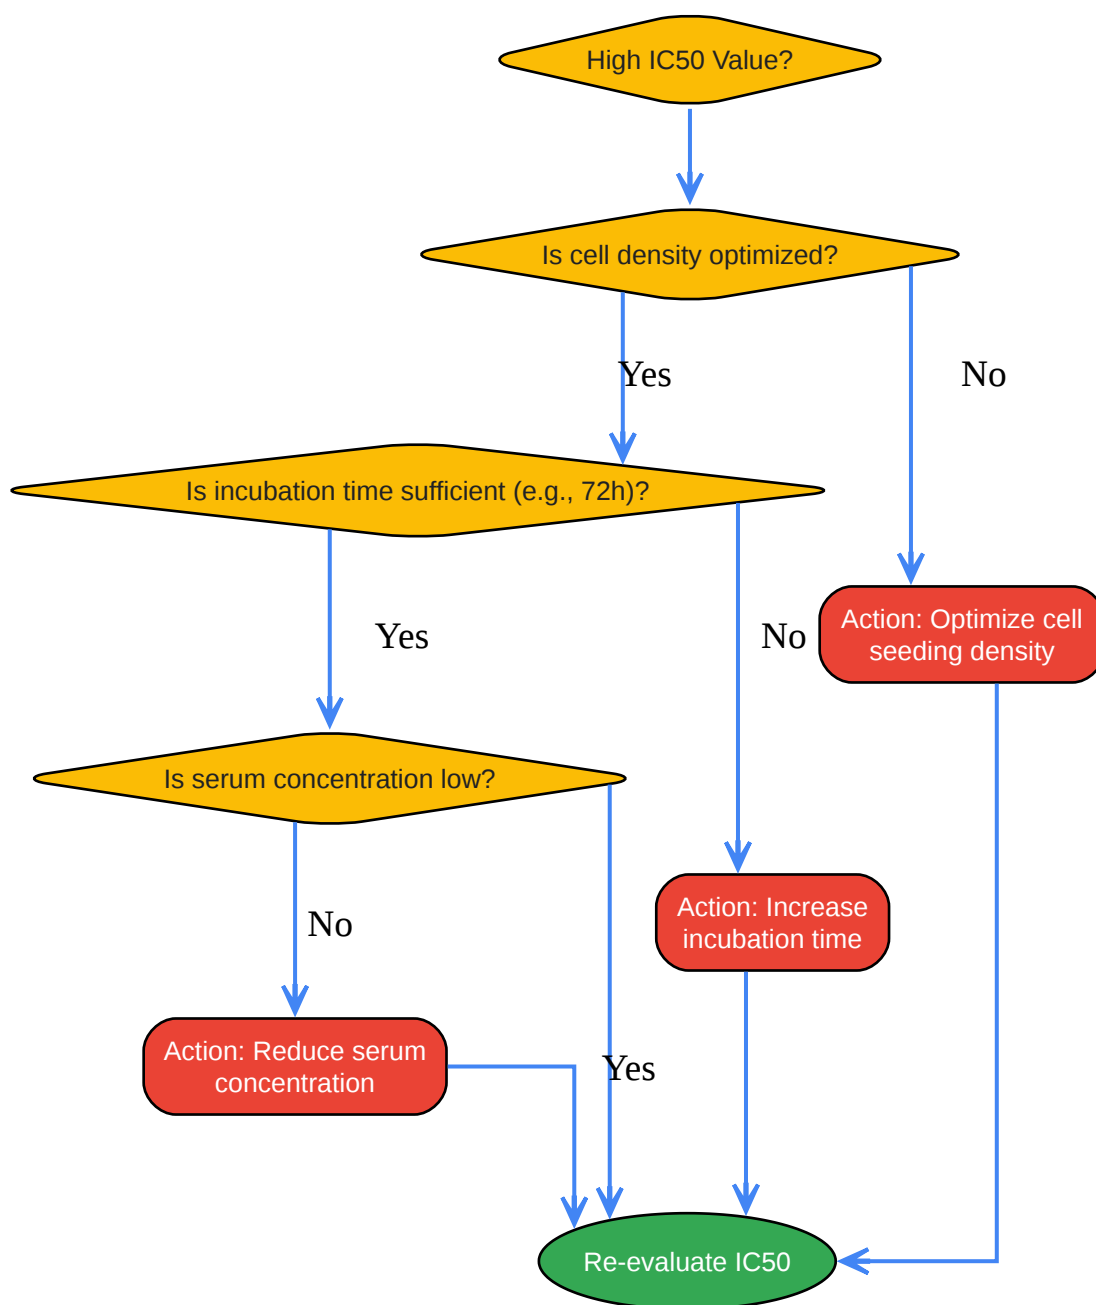 High IC50 Value?
Is cell density optimized?
Yes
No
Is incubation time sufficient (e.g., 72h)?
Action: Optimize cell
seeding density
Yes
No
Is serum concentration low?
Action: Increase
incubation time
No
Action: Reduce serum
concentration
Yes
Re-evaluate IC50